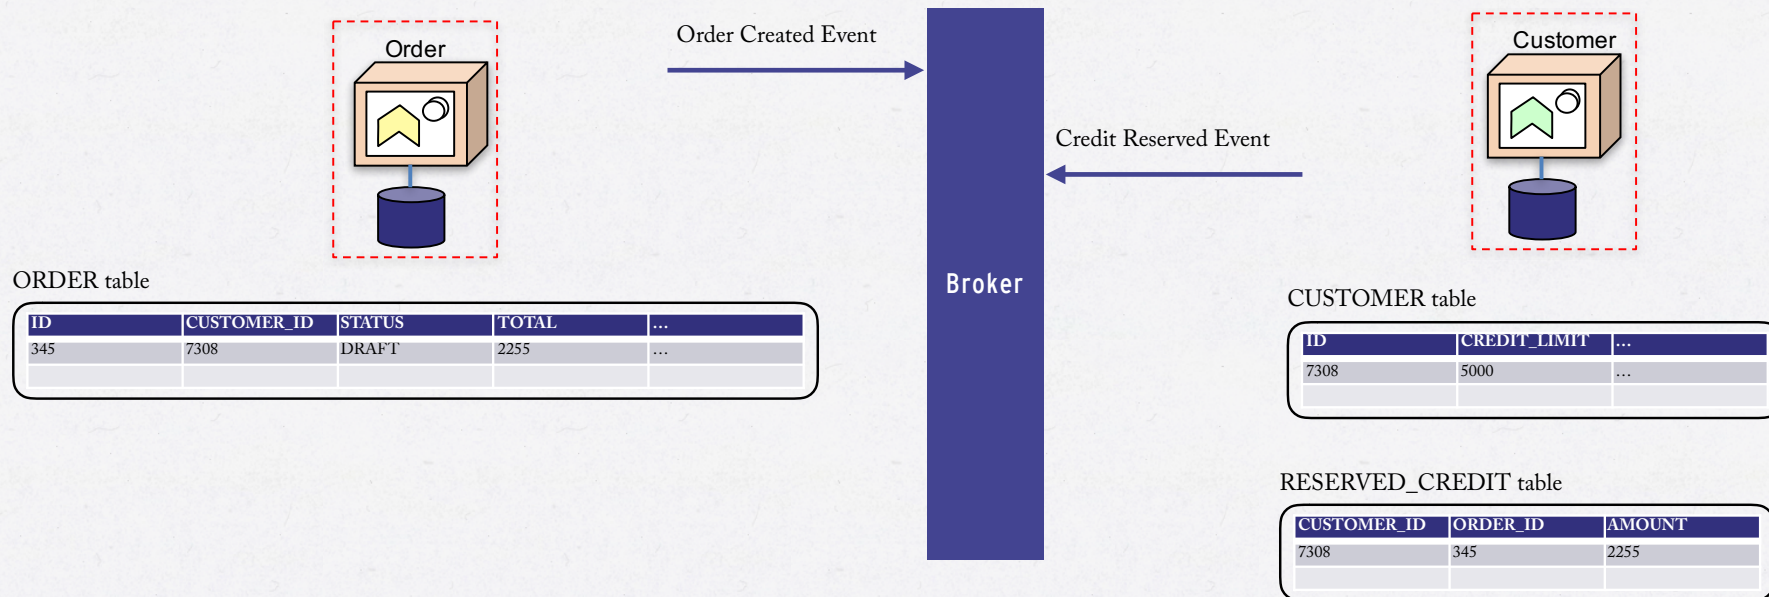 Order
Order Created Event
Customer
Credit Reserved Event
Broker
ORDER table
ID CUSTOMER_ID STATUS TOTAL ...
345 7308 DRAFT 2255 ...
CUSTOMER table
ID CREDIT_LIMIT ...
7308 5000 ...
RESERVED_CREDIT table
CUSTOMER_ID ORDER_ID AMOUNT
7308 345 2255